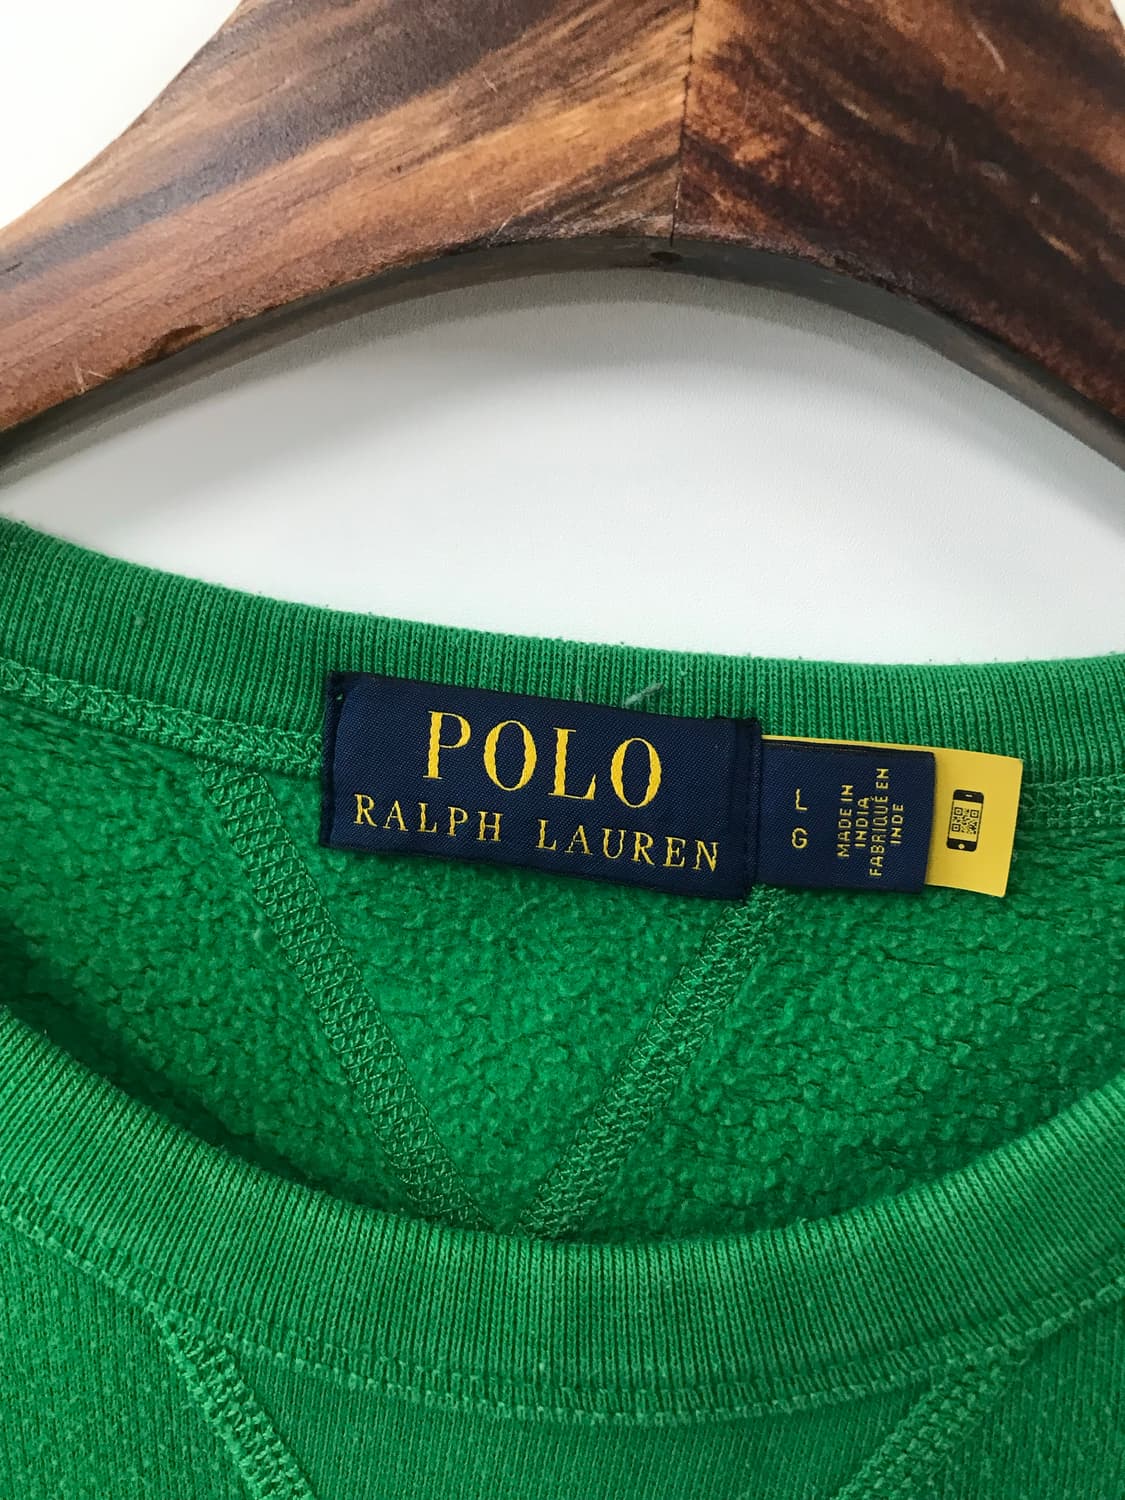 POLO
RALPH LAUREN
L
G
MADE IN
INDIA
FABRIQUÉ EN
INDE